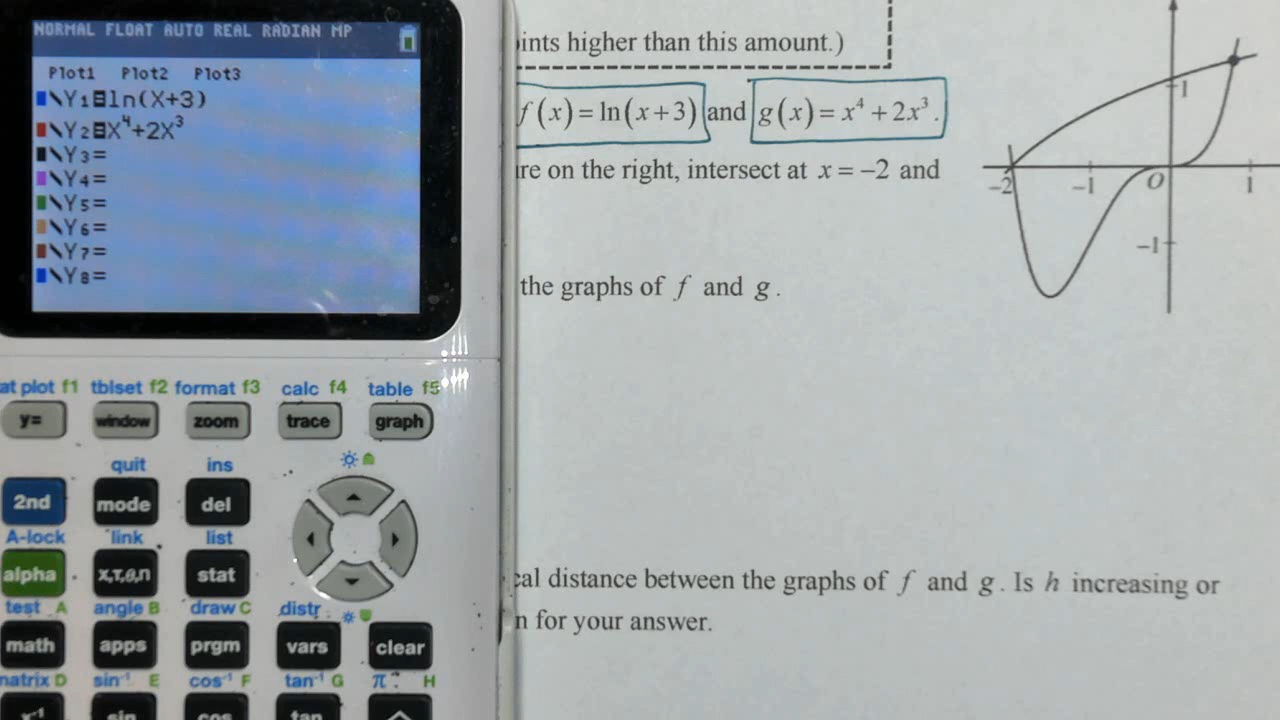 NORMAL FLOAT AUTO REAL RADIAN MP
Plot1 Plot2 Plot3
\Y₁=ln(X+3)
\Y₂=X⁴+2X³
\Y₃=
\Y₄=
\Y₅=
\Y₆=
\Y₇=
\Y₈=
at plot f1 tblset f2 format f3 calc f4 table f5
y= window zoom trace graph
quit ins
2nd mode del
A-lock link list
alpha X,T,θ,n stat
test A angle B draw C distr
math apps prgm vars clear
matrix D sin⁻¹ E cos⁻¹ F tan⁻¹ G π H
x⁻¹ sin cos tan ^
ints higher than this amount.)
f(x) = ln(x+3) and g(x) = x⁴ + 2x³.
re on the right, intersect at x = −2 and
the graphs of f and g.
cal distance between the graphs of f and g. Is h increasing or
n for your answer.
1
−2 −1 O 1
−1